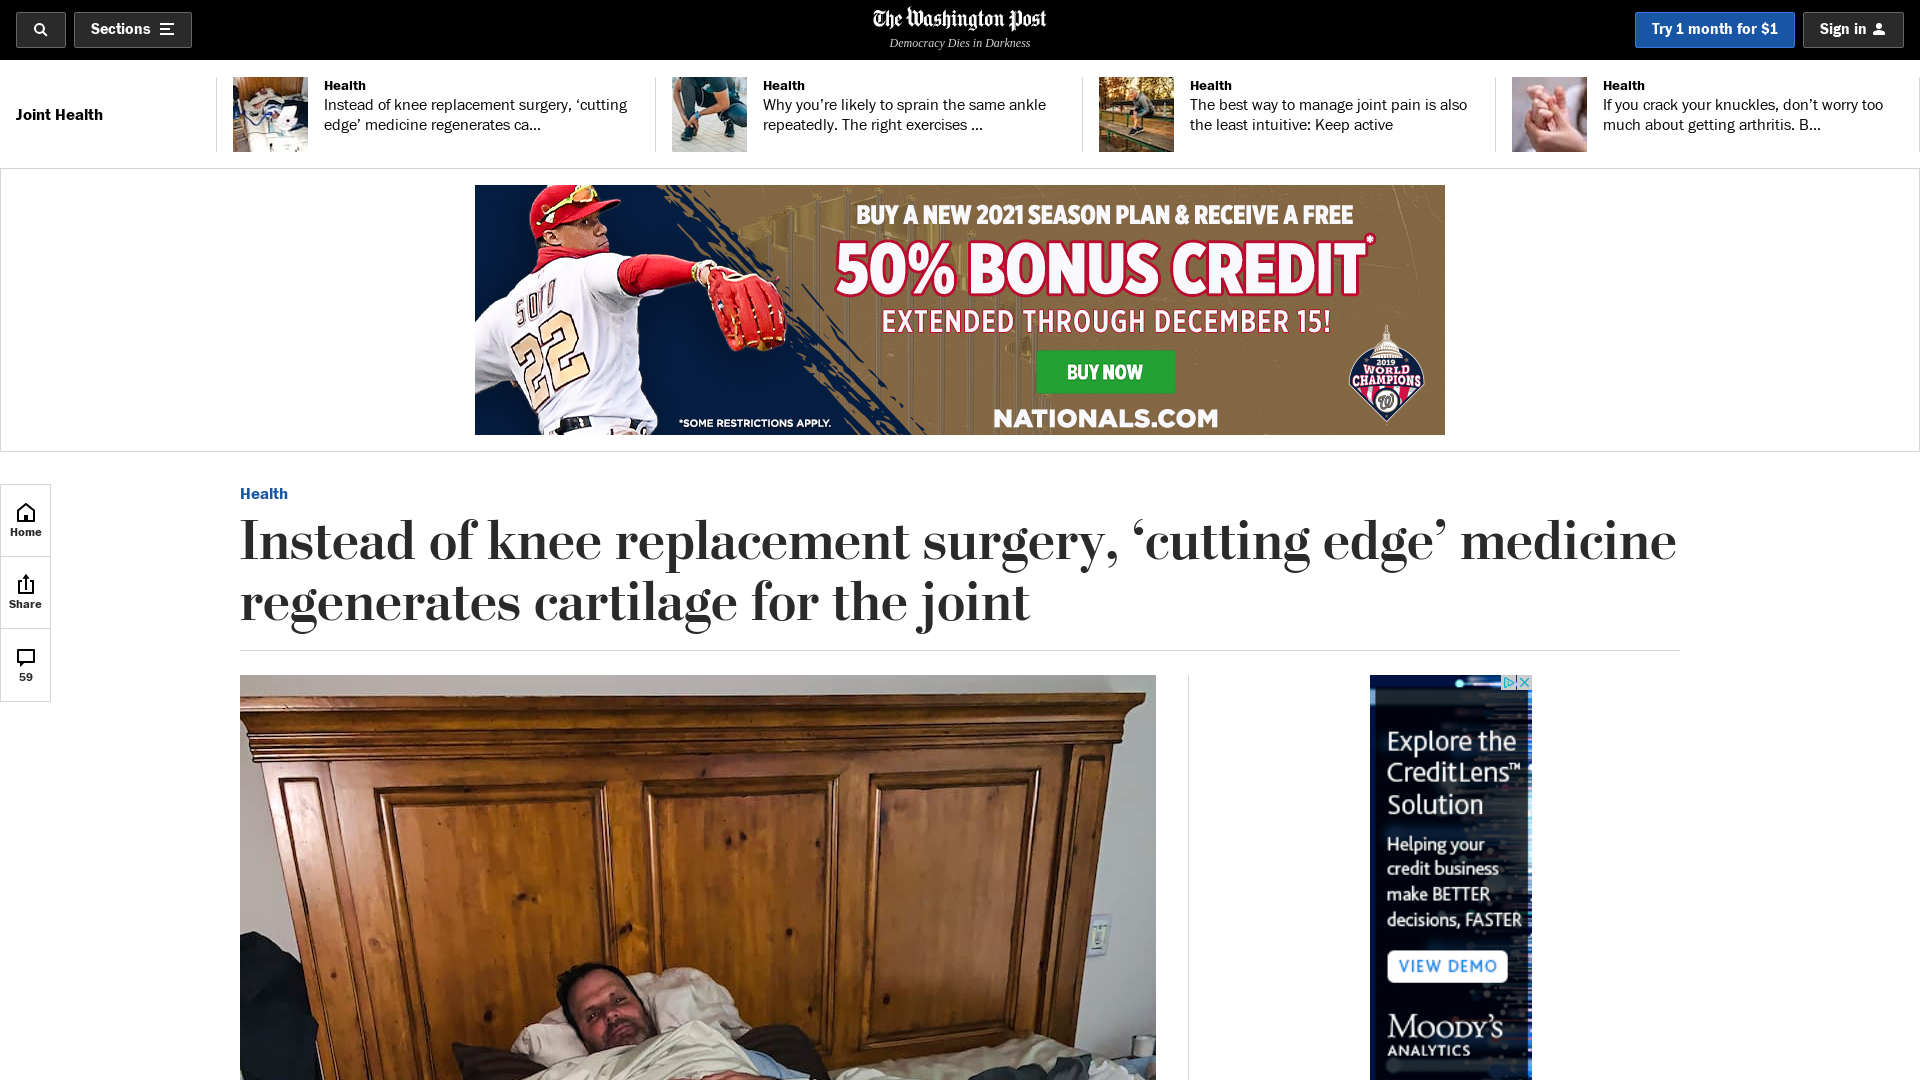 Sections
The Washington Post
Democracy Dies in Darkness
Try 1 month for $1
Sign in
Joint Health
Health
Instead of knee replacement surgery, ‘cutting
edge’ medicine regenerates ca...
Health
Why you’re likely to sprain the same ankle
repeatedly. The right exercises ...
Health
The best way to manage joint pain is also
the least intuitive: Keep active
Health
If you crack your knuckles, don’t worry too
much about getting arthritis. B...
SOTO
22
BUY A NEW 2021 SEASON PLAN & RECEIVE A FREE
50% BONUS CREDIT*
EXTENDED THROUGH DECEMBER 15!
BUY NOW
NATIONALS.COM
*SOME RESTRICTIONS APPLY.
2019
WORLD
CHAMPIONS
W
Home
Share
59
Health
Instead of knee replacement surgery, ‘cutting edge’ medicine
regenerates cartilage for the joint
Explore the
CreditLens™
Solution
Helping your
credit business
make BETTER
decisions, FASTER
VIEW DEMO
MOODY'S
ANALYTICS